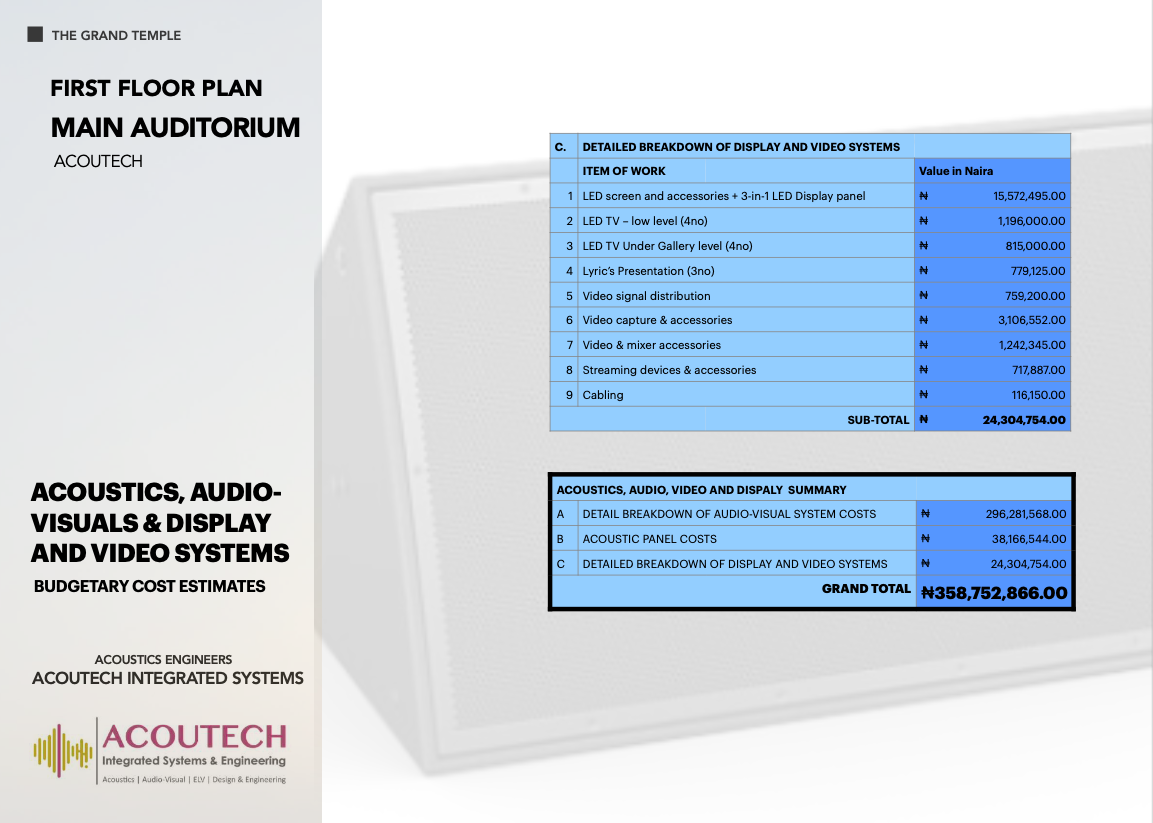 THE GRAND TEMPLE
FIRST FLOOR PLAN
MAIN AUDITORIUM
ACOUTECH
ACOUSTICS, AUDIO-
VISUALS & DISPLAY
AND VIDEO SYSTEMS
BUDGETARY COST ESTIMATES
ACOUSTICS ENGINEERS
ACOUTECH INTEGRATED SYSTEMS
ACOUTECH
Integrated Systems & Engineering
Acoustics | Audio-Visual | ELV | Design & Engineering
C. DETAILED BREAKDOWN OF DISPLAY AND VIDEO SYSTEMS
ITEM OF WORK Value in Naira
1 LED screen and accessories + 3-in-1 LED Display panel ₦ 15,572,495.00
2 LED TV – low level (4no) ₦ 1,196,000.00
3 LED TV Under Gallery level (4no) ₦ 815,000.00
4 Lyric’s Presentation (3no) ₦ 779,125.00
5 Video signal distribution ₦ 759,200.00
6 Video capture & accessories ₦ 3,106,552.00
7 Video & mixer accessories ₦ 1,242,345.00
8 Streaming devices & accessories ₦ 717,887.00
9 Cabling ₦ 116,150.00
SUB-TOTAL ₦ 24,304,754.00
ACOUSTICS, AUDIO, VIDEO AND DISPALY SUMMARY
A DETAIL BREAKDOWN OF AUDIO-VISUAL SYSTEM COSTS ₦ 296,281,568.00
B ACOUSTIC PANEL COSTS ₦ 38,166,544.00
C DETAILED BREAKDOWN OF DISPLAY AND VIDEO SYSTEMS ₦ 24,304,754.00
GRAND TOTAL ₦358,752,866.00